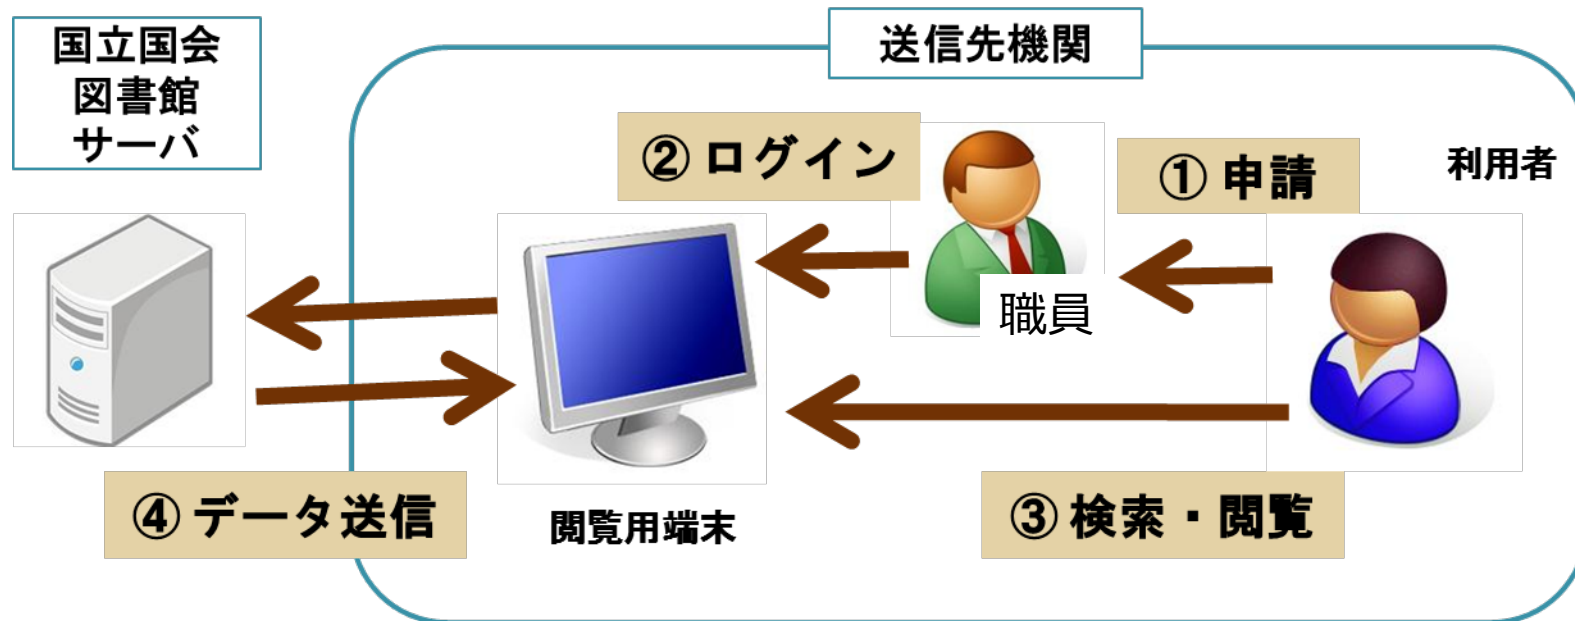 国立国会
図書館
サーバ
送信先機関
② ログイン
① 申請
利用者
職員
④ データ送信
閲覧用端末
③ 検索・閲覧